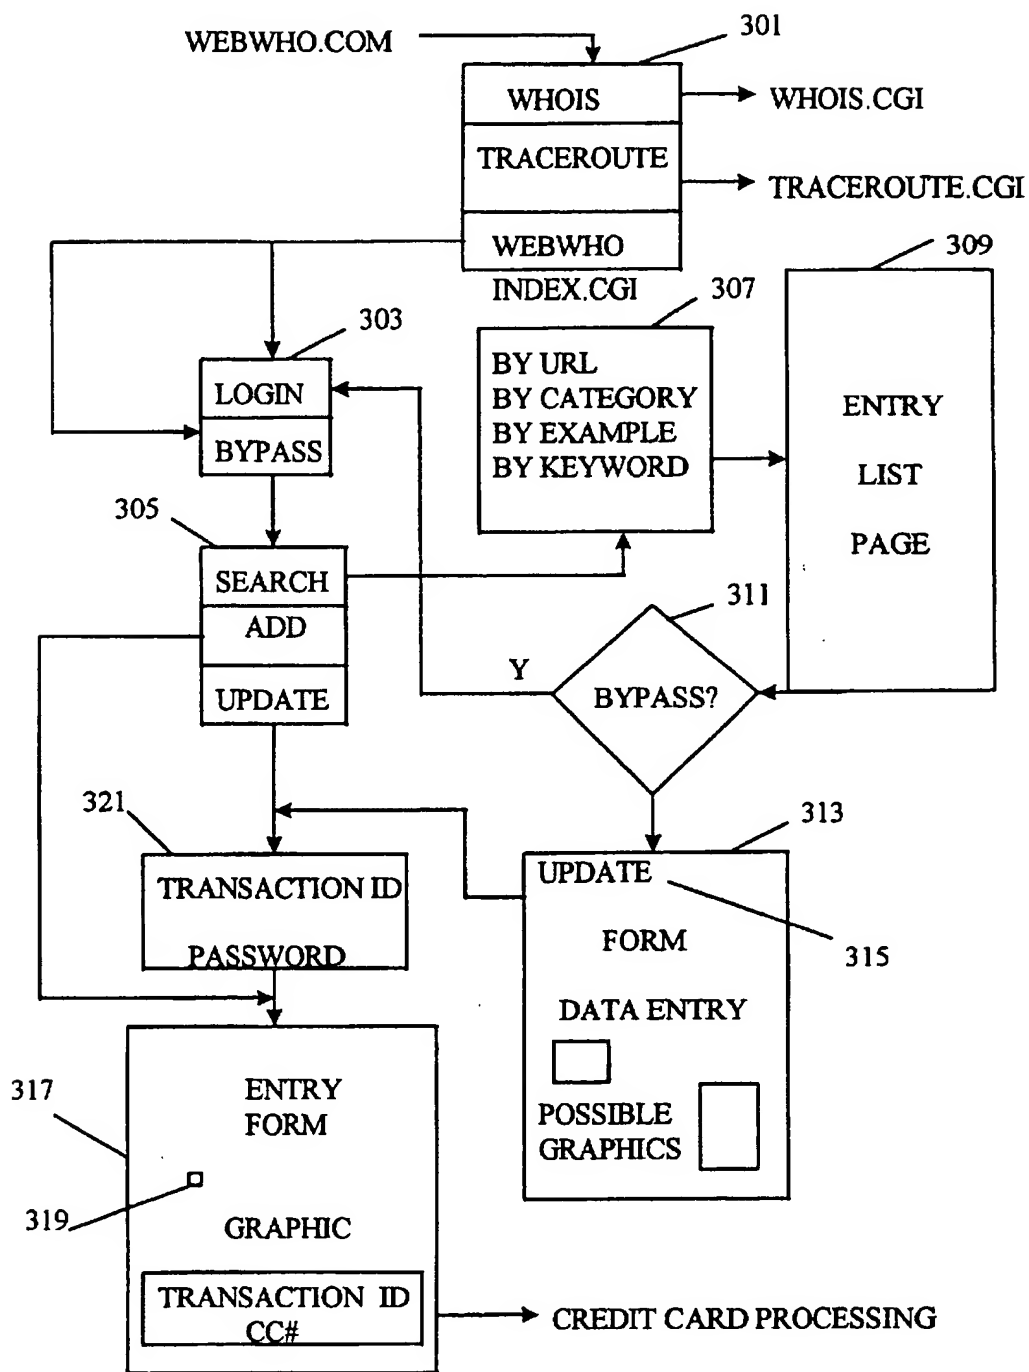 301
WEBWHO.COM
WHOIS
WHOIS.CGI
TRACEROUTE
TRACEROUTE.CGI
WEBWHO
INDEX.CGI
309
307
303
BY URL
BY CATEGORY
BY EXAMPLE
BY KEYWORD
LOGIN
BYPASS
ENTRY
LIST
PAGE
305
SEARCH
ADD
UPDATE
311
Y
BYPASS?
321
TRANSACTION ID
PASSWORD
313
UPDATE
315
FORM
DATA ENTRY
POSSIBLE
GRAPHICS
317
ENTRY
FORM
319
GRAPHIC
TRANSACTION ID
CC#
CREDIT CARD PROCESSING